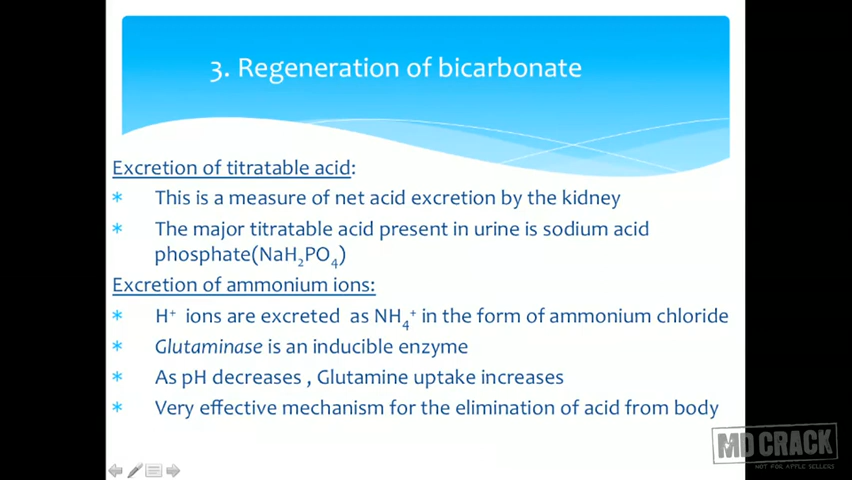 3. Regeneration of bicarbonate
Excretion of titratable acid:
* This is a measure of net acid excretion by the kidney
* The major titratable acid present in urine is sodium acid
phosphate(NaH₂PO₄)
Excretion of ammonium ions:
* H⁺ ions are excreted as NH₄⁺ in the form of ammonium chloride
* Glutaminase is an inducible enzyme
* As pH decreases , Glutamine uptake increases
* Very effective mechanism for the elimination of acid from body
MD CRACK
NOT FOR APPLE SELLERS